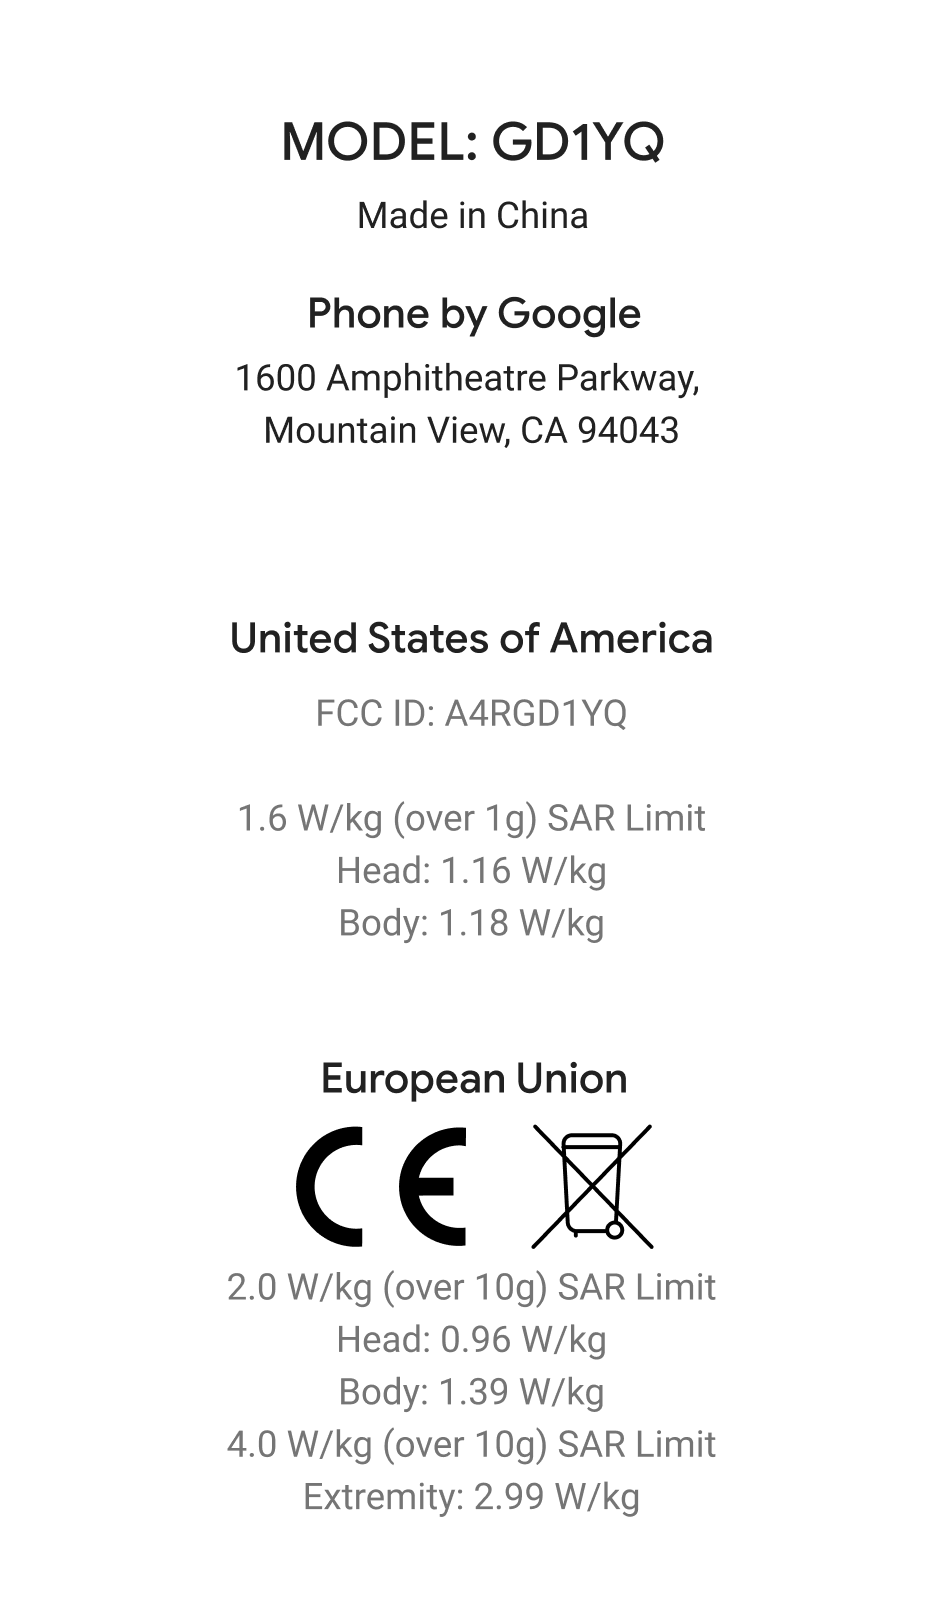 MODEL: GD1YQ
Made in China
Phone by Google
1600 Amphitheatre Parkway,
Mountain View, CA 94043
United States of America
FCC ID: A4RGD1YQ
1.6 W/kg (over 1g) SAR Limit
Head: 1.16 W/kg
Body: 1.18 W/kg
European Union
CE
2.0 W/kg (over 10g) SAR Limit
Head: 0.96 W/kg
Body: 1.39 W/kg
4.0 W/kg (over 10g) SAR Limit
Extremity: 2.99 W/kg